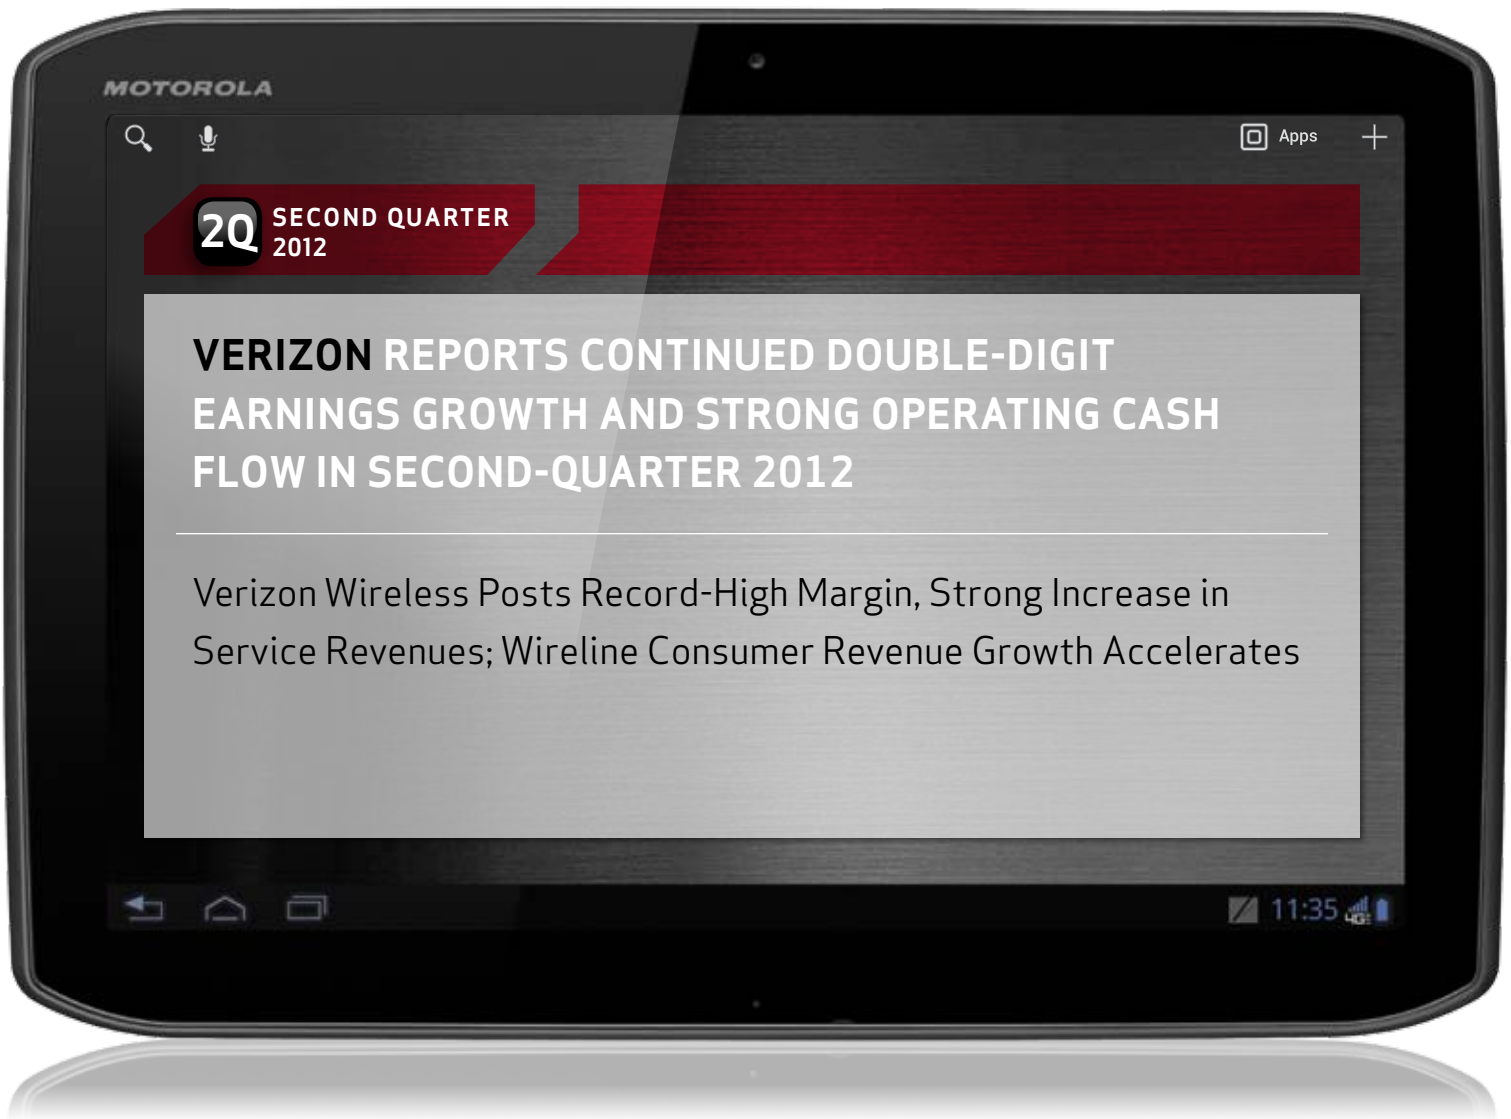 MOTOROLA
Apps
2Q SECOND QUARTER
2012
VERIZON REPORTS CONTINUED DOUBLE-DIGIT
EARNINGS GROWTH AND STRONG OPERATING CASH
FLOW IN SECOND-QUARTER 2012
Verizon Wireless Posts Record-High Margin, Strong Increase in
Service Revenues; Wireline Consumer Revenue Growth Accelerates
11:35 4G